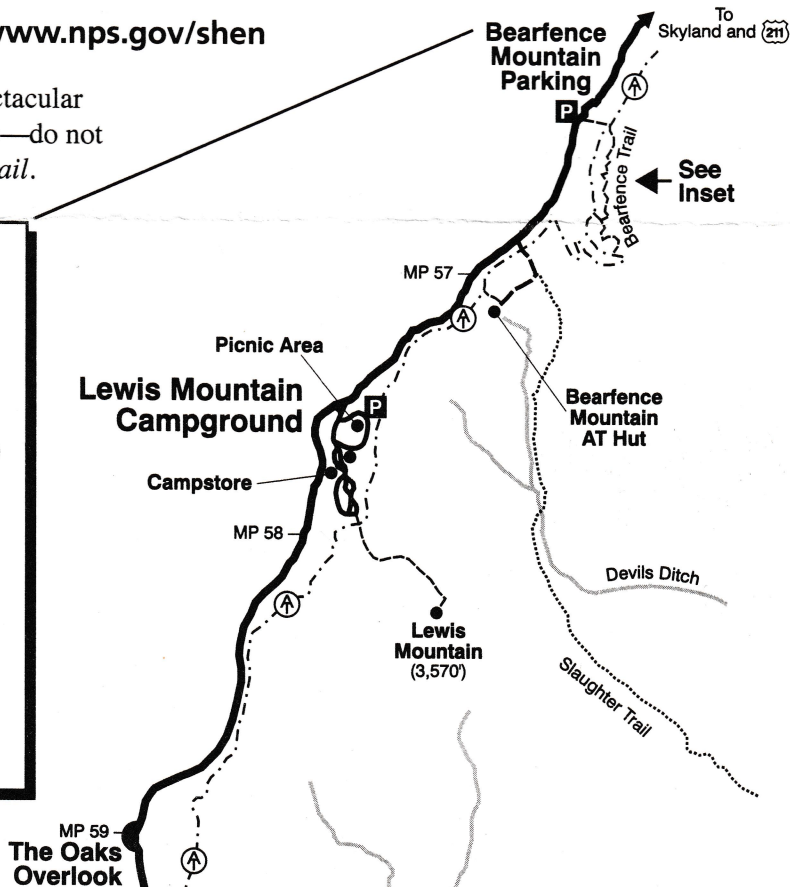 www.nps.gov/shen
ctacular
—do not
ail.
To
Skyland and 211
Bearfence
Mountain
Parking
P
Bearfence Trail
See
Inset
MP 57
Picnic Area
Lewis Mountain
Campground
P
Bearfence
Mountain
AT Hut
Campstore
MP 58
Devils Ditch
Lewis
Mountain
(3,570')
Slaughter Trail
MP 59
The Oaks
Overlook